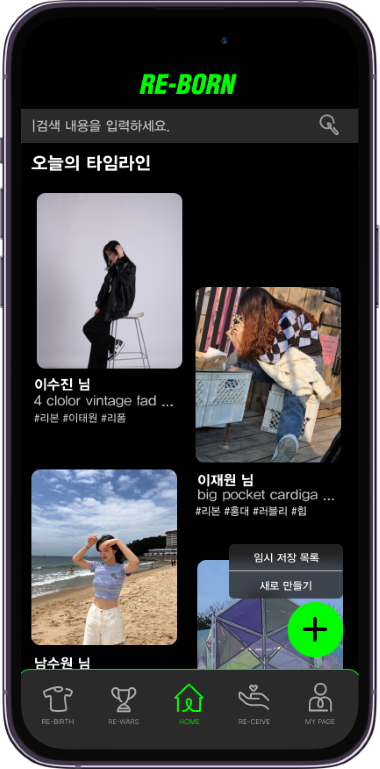 RE-BORN
|검색 내용을 입력하세요.
오늘의 타임라인
이수진 님
4 clolor vintage fad ...
#리본 #이태원 #리폼
이재원 님
big pocket cardiga ...
#리본 #홍대 #러블리 #힙
임시 저장 목록
새로 만들기
남수원 님
RE-BIRTH
RE-WARS
HOME
RE-CEIVE
MY PAGE